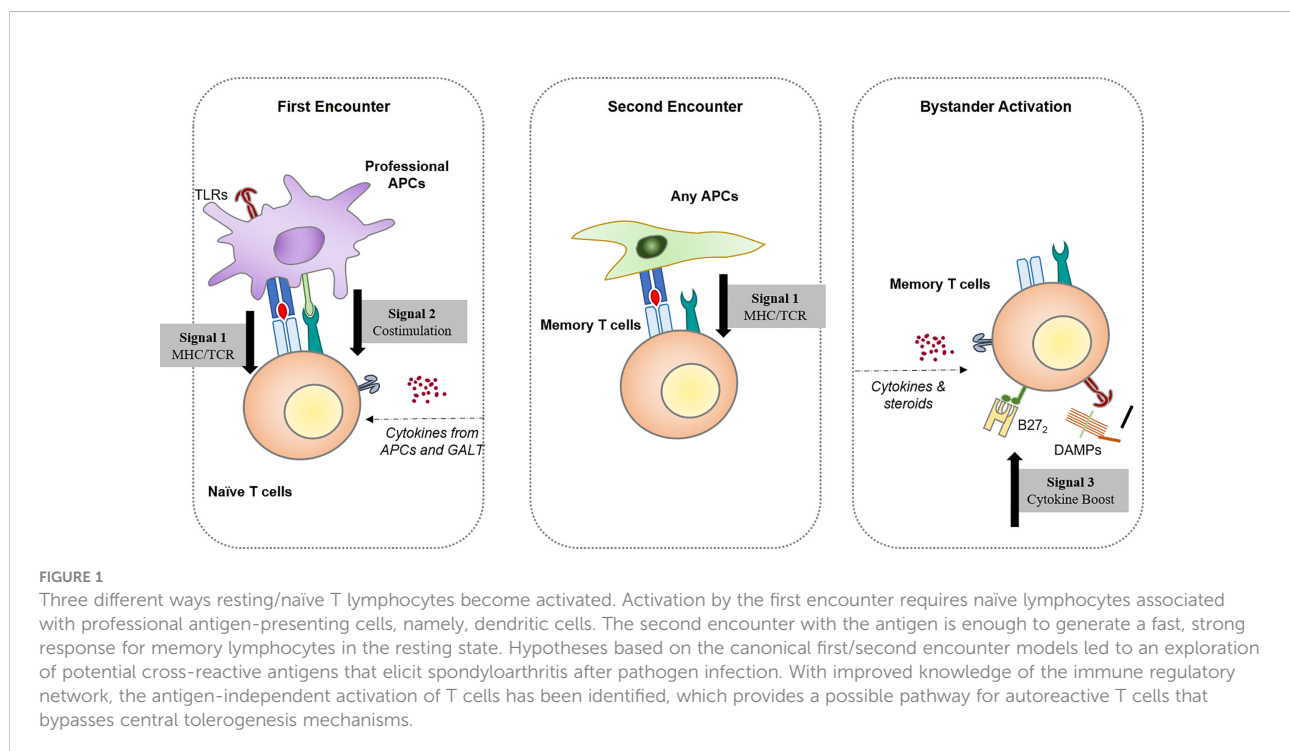 First Encounter
TLRs
Professional
APCs
Signal 1
MHC/TCR
Signal 2
Costimulation
Cytokines from
APCs and GALT
Naïve T cells
Second Encounter
Any APCs
Memory T cells
Signal 1
MHC/TCR
Bystander Activation
Memory T cells
Cytokines &
steroids
B27₂
DAMPs
Signal 3
Cytokine Boost
FIGURE 1
Three different ways resting/naïve T lymphocytes become activated. Activation by the first encounter requires naïve lymphocytes associated
with professional antigen-presenting cells, namely, dendritic cells. The second encounter with the antigen is enough to generate a fast, strong
response for memory lymphocytes in the resting state. Hypotheses based on the canonical first/second encounter models led to an exploration
of potential cross-reactive antigens that elicit spondyloarthritis after pathogen infection. With improved knowledge of the immune regulatory
network, the antigen-independent activation of T cells has been identified, which provides a possible pathway for autoreactive T cells that
bypasses central tolerogenesis mechanisms.